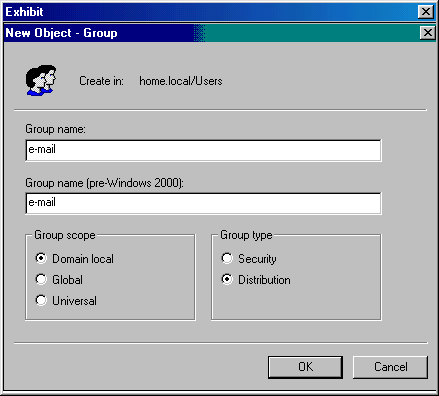 Exhibit
New Object - Group
Create in: home.local/Users
Group name:
e-mail
Group name (pre-Windows 2000):
e-mail
Group scope
Domain local
Global
Universal
Group type
Security
Distribution
OK Cancel